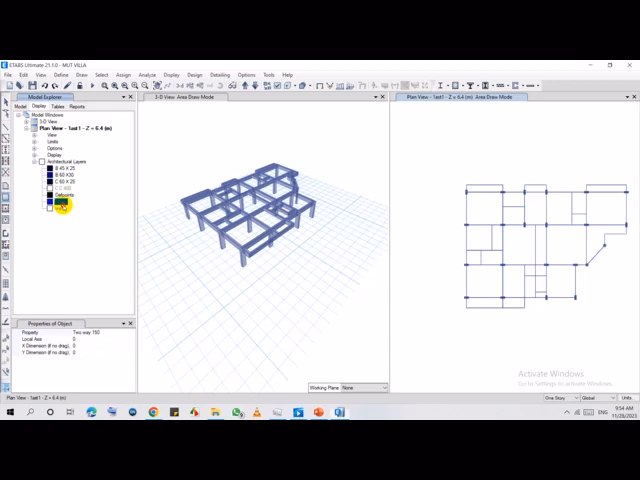 ETABS Ultimate 21.1.0 - MUT VILLA
File Edit View Define Draw Select Assign Analyze Display Design Detailing Options Tools Help
Model Explorer
Model Display Tables Reports
Model Windows
3-D View
Plan View - 1ast1 - Z = 6.4 (m)
View
Limits
Options
Display
Architectural Layers
B 45 X 25
B 60 X30
C 60 X 25
Defpoints
3-D View Area Draw Mode
Plan View - 1ast1 - Z = 6.4 (m) Area Draw Mode
Properties of Object
Property Two way 150
Local Axis 0
X Dimension (if no drag) 0
Y Dimension (if no drag) 0
Working Plane None
Activate Windows
Go to Settings to activate Windows.
Plan View - 1ast1 - Z = 6.4 (m)
One Story Global Units...
ENG
9:54 AM
11/28/2023